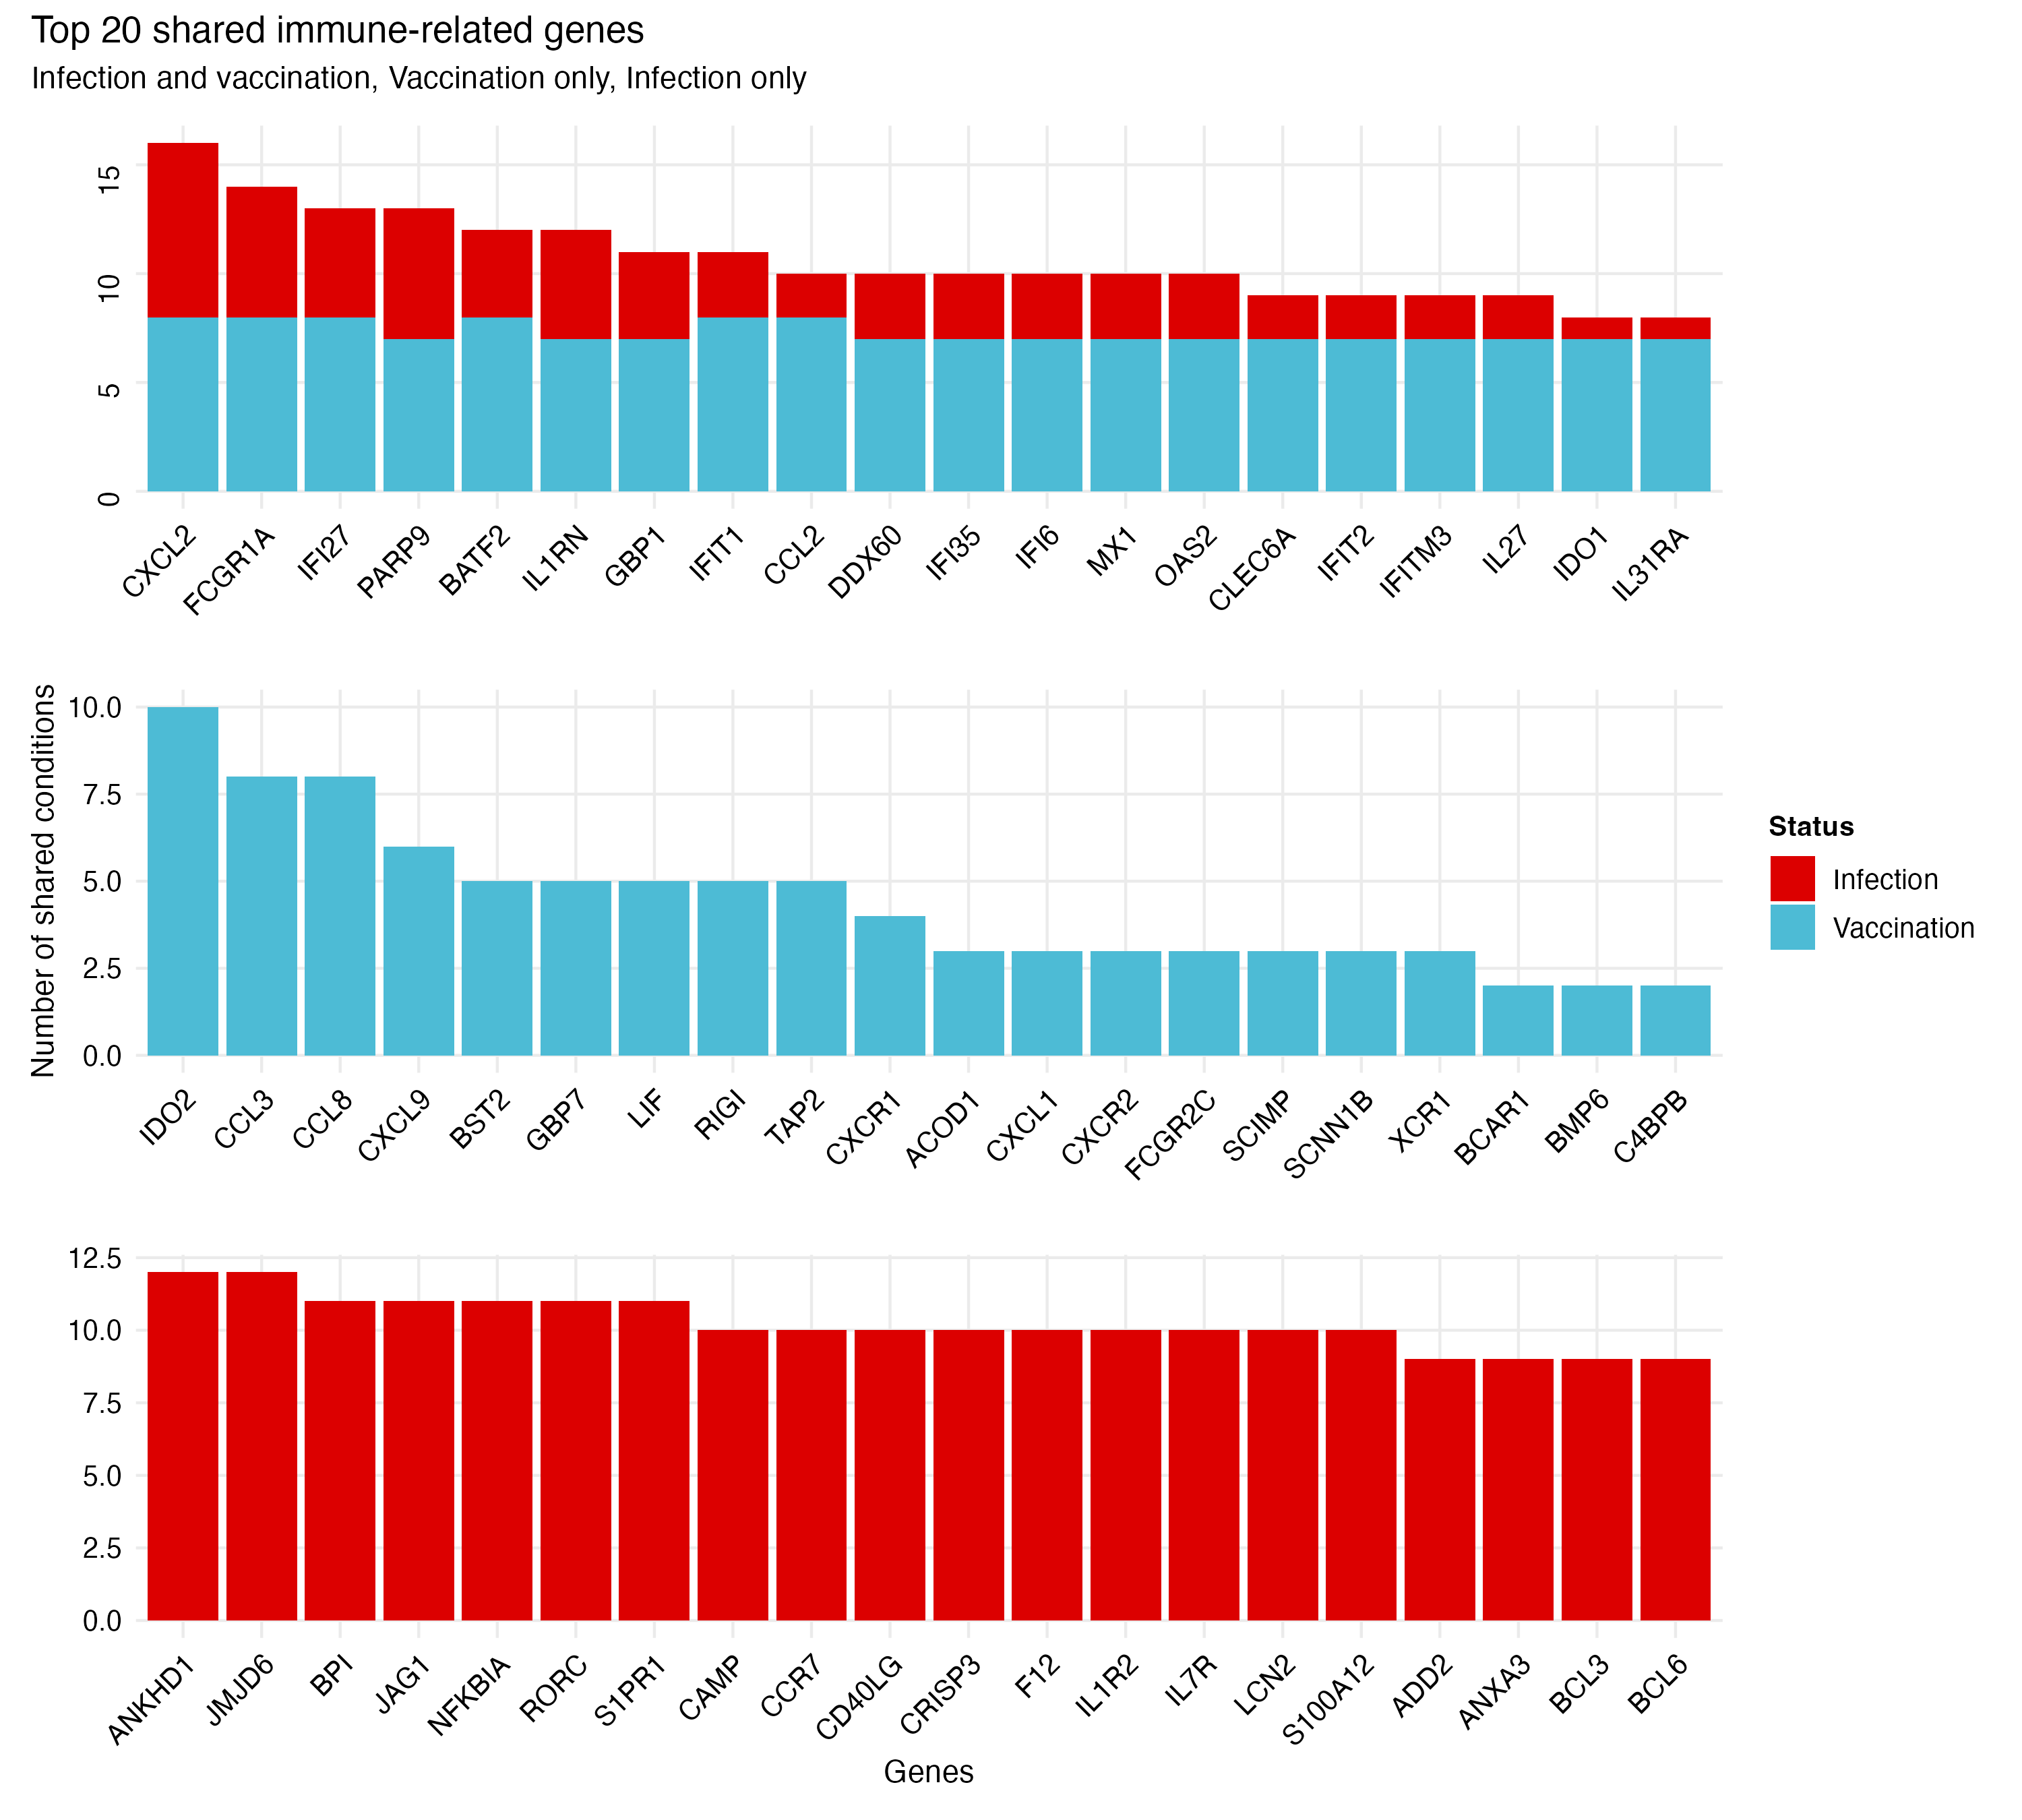 Top 20 shared immune-related genes
Infection and vaccination, Vaccination only, Infection only
15
10
5
0
CXCL2 FCGR1A IFI27 PARP9 BATF2 IL1RN GBP1 IFIT1 CCL2 DDX60 IFI35 IFI6 MX1 OAS2 CLEC6A IFIT2 IFITM3 IL27 IDO1 IL31RA
Number of shared conditions
10.0
7.5
5.0
2.5
0.0
IDO2 CCL3 CCL8 CXCL9 BST2 GBP7 LIF RIGI TAP2 CXCR1 ACOD1 CXCL1 CXCR2 FCGR2C SCIMP SCNN1B XCR1 BCAR1 BMP6 C4BPB
Status
Infection
Vaccination
12.5
10.0
7.5
5.0
2.5
0.0
ANKHD1 JMJD6 BPI JAG1 NFKBIA RORC S1PR1 CAMP CCR7 CD40LG CRISP3 F12 IL1R2 IL7R LCN2 S100A12 ADD2 ANXA3 BCL3 BCL6
Genes